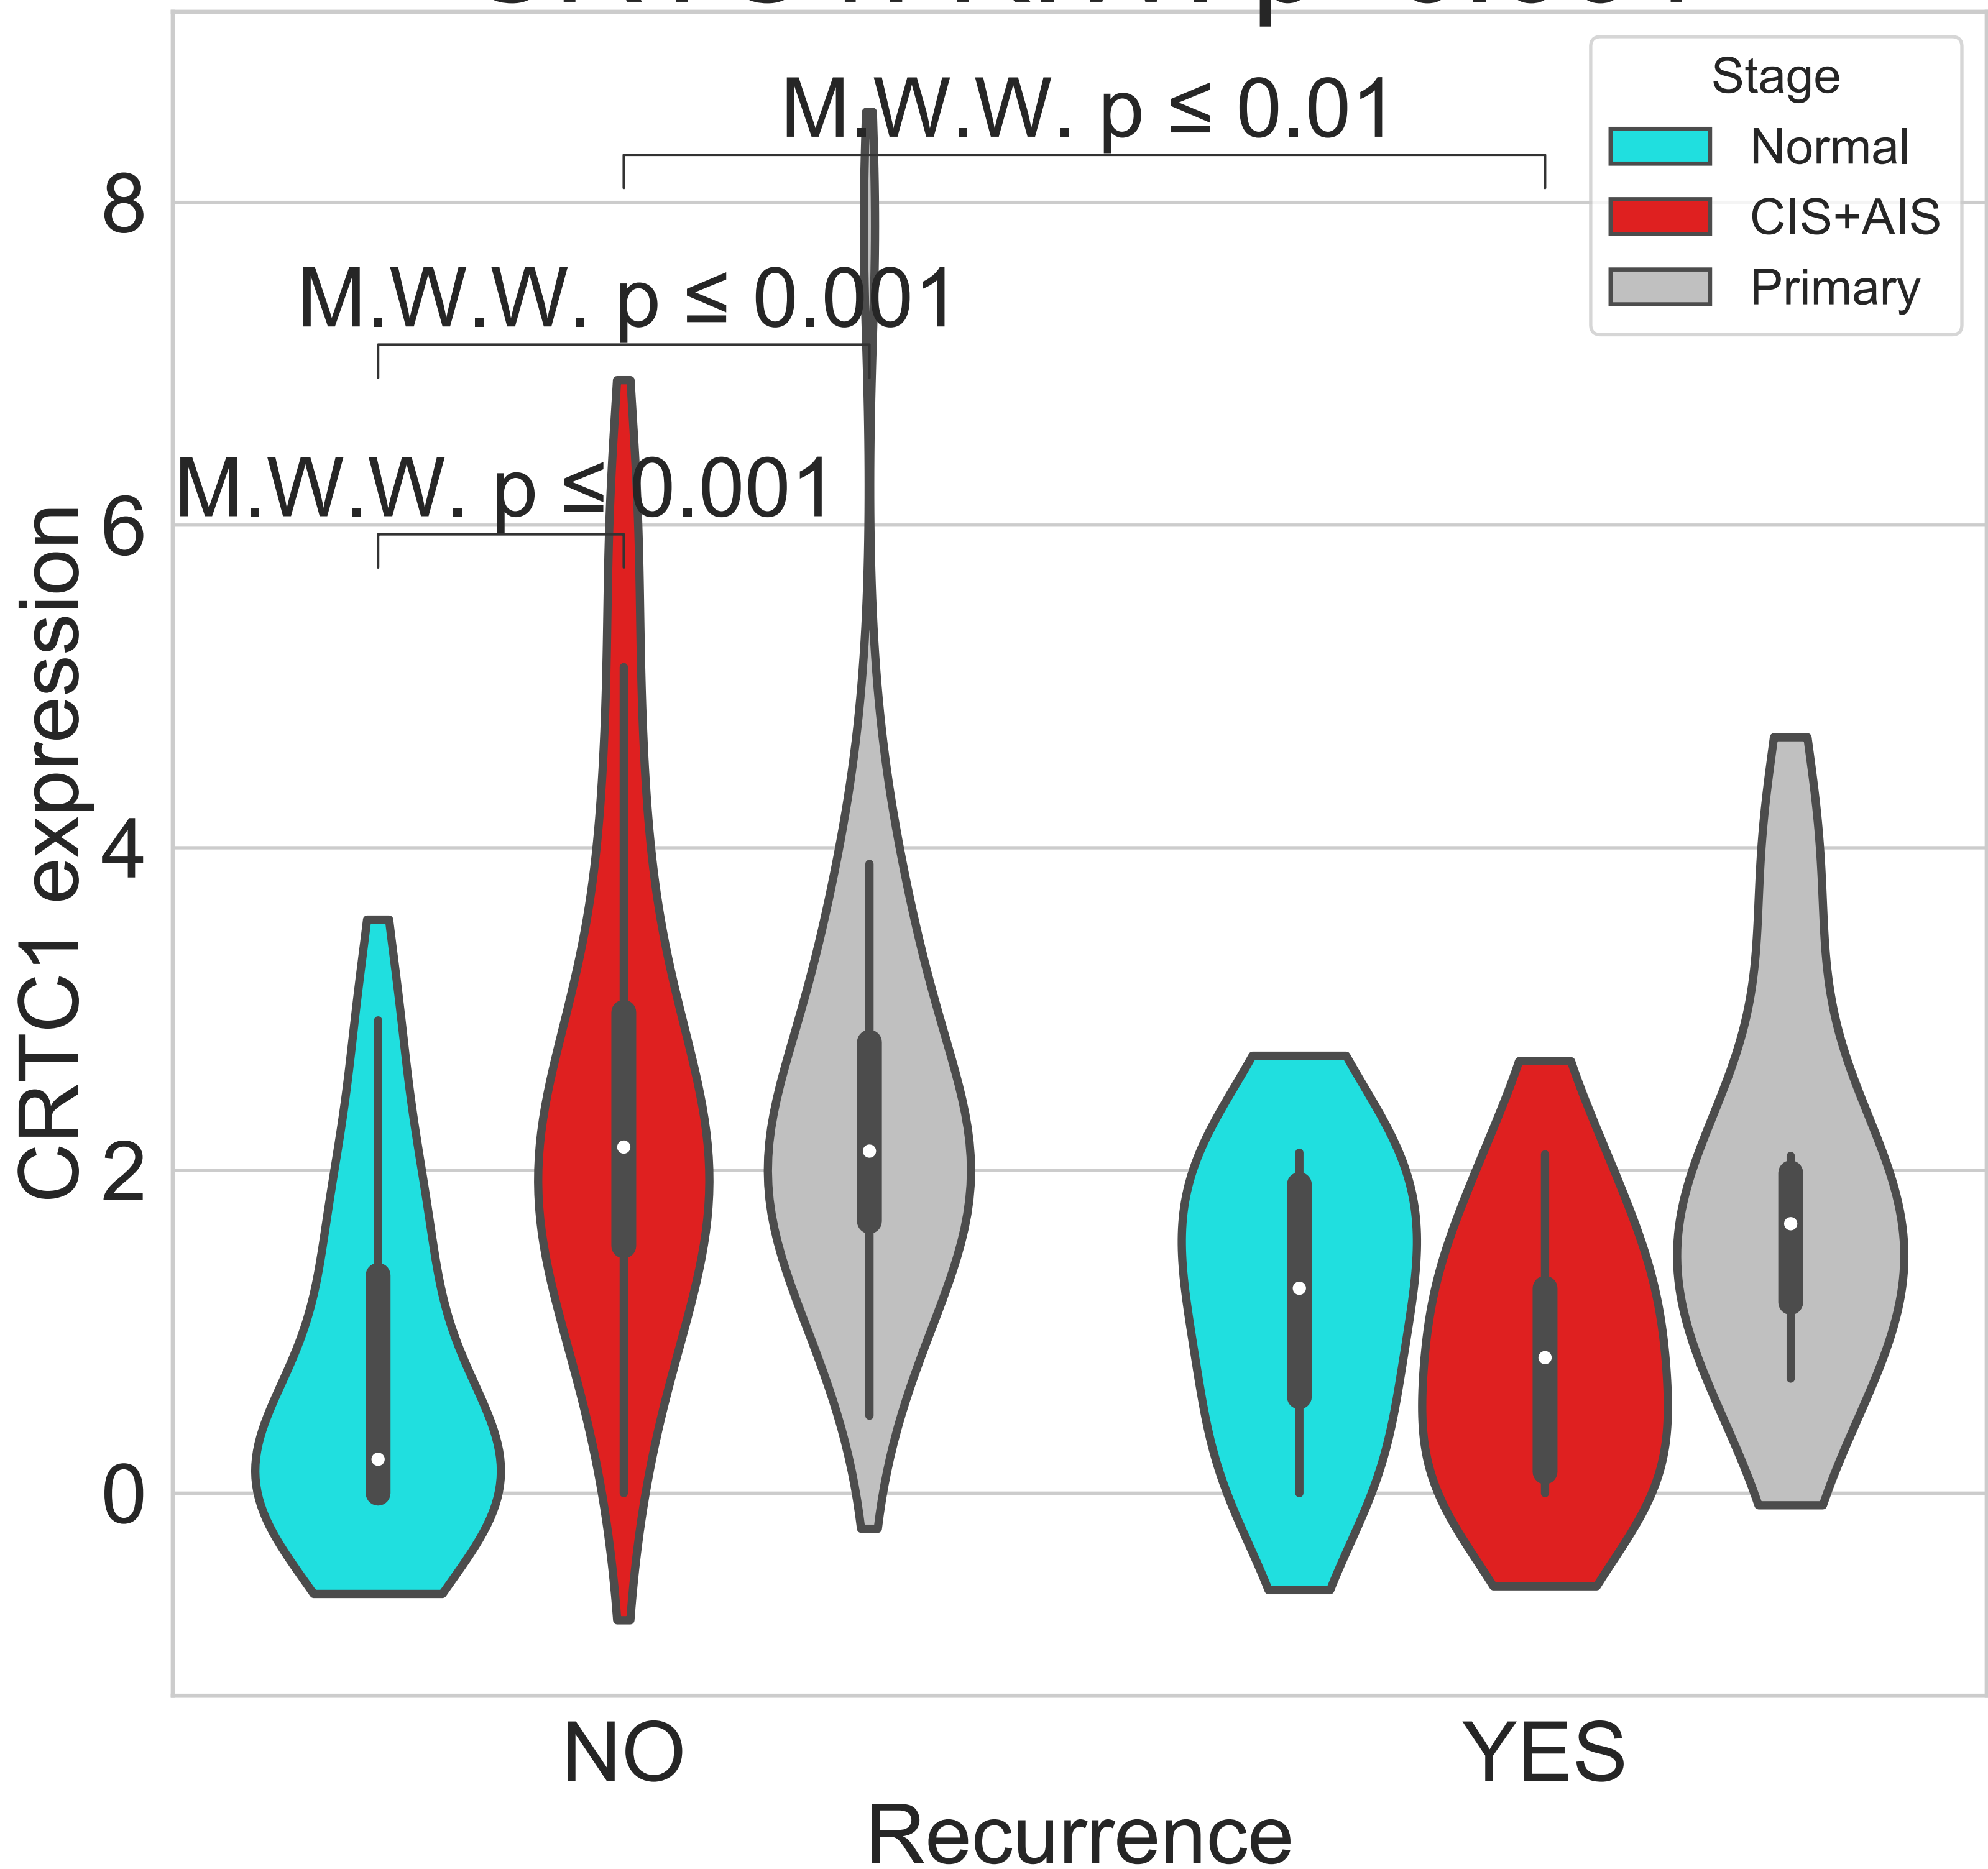 M.W.W. p ≤ 0.01
M.W.W. p ≤ 0.001
M.W.W. p ≤ 0.001
Stage
Normal
CIS+AIS
Primary
CRTC1 expression
8
6
4
2
0
NO
YES
Recurrence